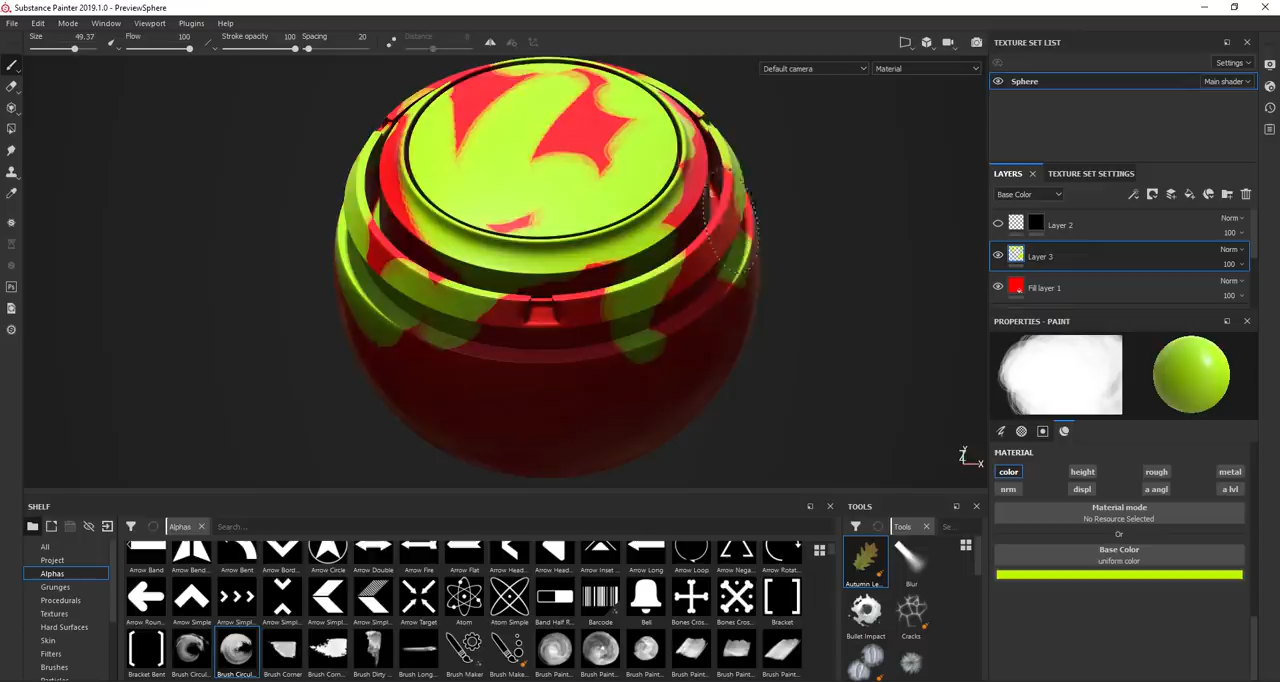 Substance Painter 2019.1.0 - PreviewSphere
File Edit Mode Window Viewport Plugins Help
Size 49.37 Flow 100 Stroke opacity 100 Spacing 20 Distance 8
Default camera Material
TEXTURE SET LIST
Settings
Sphere Main shader
LAYERS TEXTURE SET SETTINGS
Base Color
Layer 2 Norm 100
Layer 3 Norm 100
Fill layer 1 Norm 100
PROPERTIES - PAINT
Y
Z X
MATERIAL
color height rough metal
nrm displ a angl a lvl
Material mode
No Resource Selected
Or
Base Color
uniform color
SHELF
Alphas Search...
All
Project
Alphas
Grunges
Procedurals
Textures
Hard Surfaces
Skin
Filters
Brushes
Arrow Band Arrow Bend... Arrow Bent Arrow Bord... Arrow Circle Arrow Double Arrow Fire Arrow Flat Arrow Head... Arrow Head... Arrow Inset ... Arrow Long Arrow Loop Arrow Nega... Arrow Rotat...
Arrow Roun... Arrow Simple Arrow Simpl... Arrow Simpl... Arrow Simpl... Arrow Simpl... Arrow Target Atom Atom Simple Band Half R... Barcode Bell Bones Cros... Bones Cros... Bracket
Bracket Bent Brush Circul... Brush Circul... Brush Corner Brush Corn... Brush Dirty ... Brush Long... Brush Maker Brush Make... Brush Paint... Brush Paint... Brush Paint... Brush Paint... Brush Paint... Brush Paint...
TOOLS
Tools Se...
Autumn Le... Blur
Bullet Impact Cracks